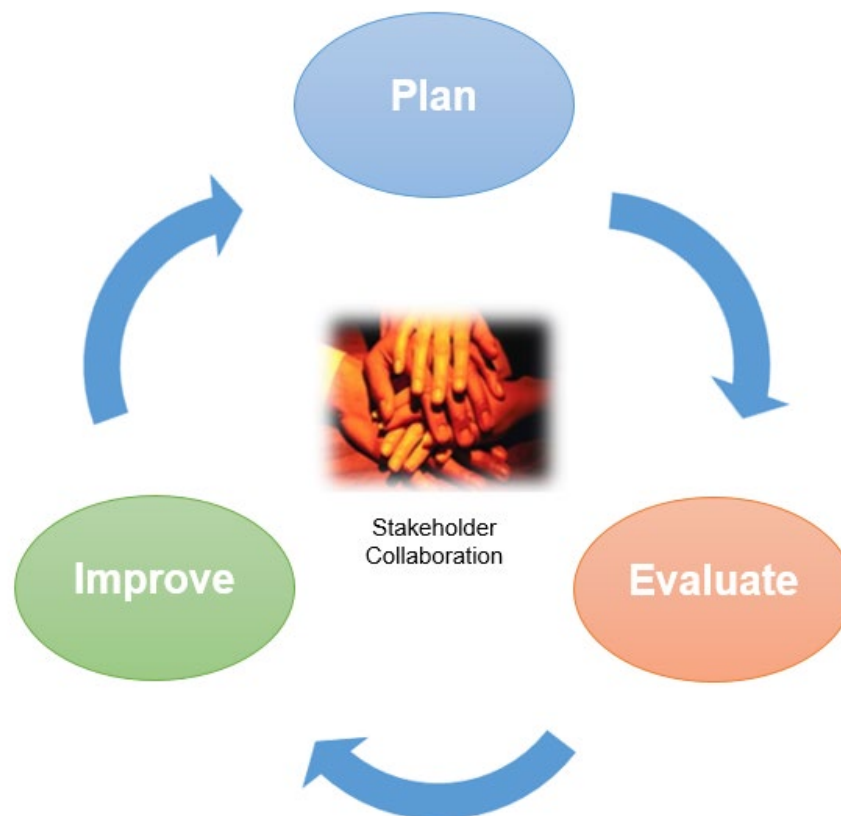 Plan
Stakeholder
Collaboration
Improve
Evaluate